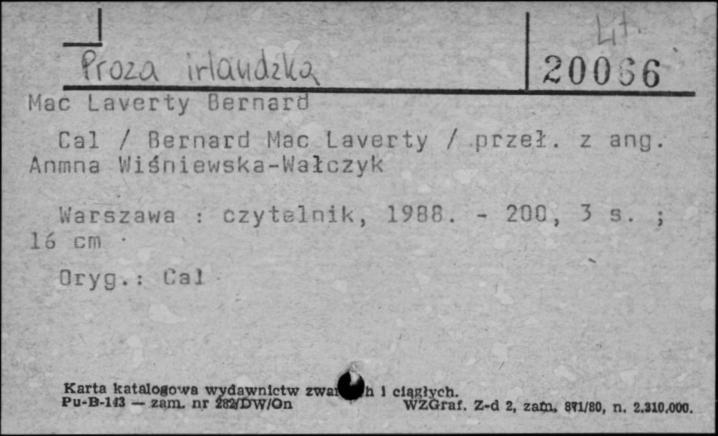 Lit.
Proza irlandzka
20066
Mac Laverty Bernard
Cal / Bernard Mac Laverty / przeł. z ang.
Anmna Wiśniewska-Wałczyk
Warszawa : czytelnik, 1988. - 200, 3 s. ;
16 cm
Oryg.: Cal
Karta katalogowa wydawnictw zwartych i ciągłych.
Pu-B-143 — zam. nr 282/DW/On
WZGraf. Z-d 2, zam. 871/80, n. 2.310.000.